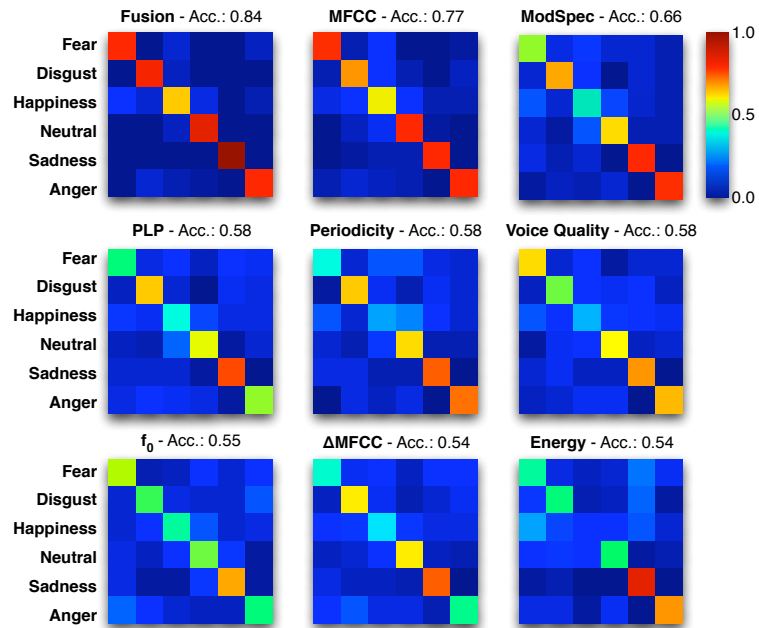 Fusion - Acc.: 0.84
MFCC - Acc.: 0.77
ModSpec - Acc.: 0.66
Fear
Disgust
Happiness
Neutral
Sadness
Anger
1.0
0.5
0.0
PLP - Acc.: 0.58
Periodicity - Acc.: 0.58
Voice Quality - Acc.: 0.58
Fear
Disgust
Happiness
Neutral
Sadness
Anger
f₀ - Acc.: 0.55
ΔMFCC - Acc.: 0.54
Energy - Acc.: 0.54
Fear
Disgust
Happiness
Neutral
Sadness
Anger